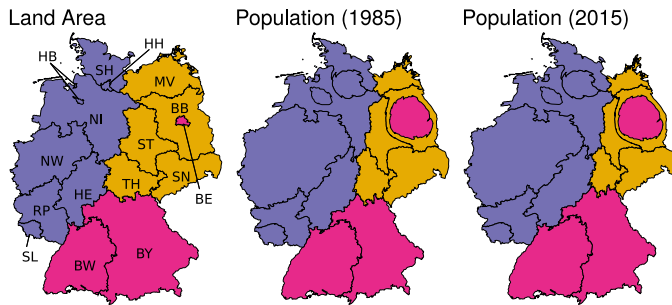 Land Area
Population (1985)
Population (2015)
HB
HH
SH
MV
BB
NI
ST
NW
TH
SN
HE
BE
RP
SL
BW
BY